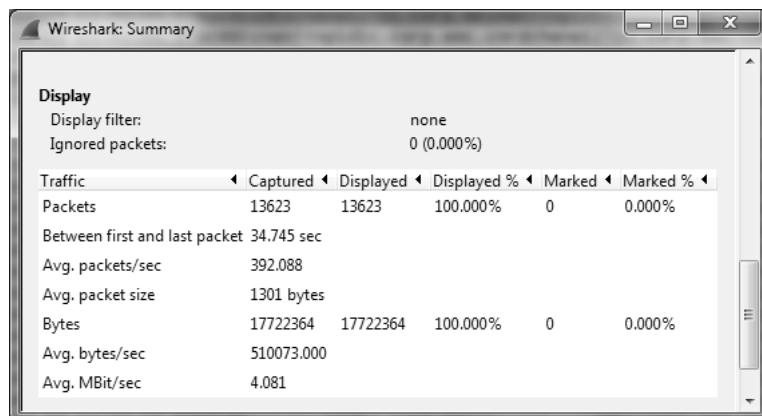 Wireshark: Summary
Display
Display filter: none
Ignored packets: 0 (0.000%)
Traffic Captured Displayed Displayed % Marked Marked %
Packets 13623 13623 100.000% 0 0.000%
Between first and last packet 34.745 sec
Avg. packets/sec 392.088
Avg. packet size 1301 bytes
Bytes 17722364 17722364 100.000% 0 0.000%
Avg. bytes/sec 510073.000
Avg. MBit/sec 4.081